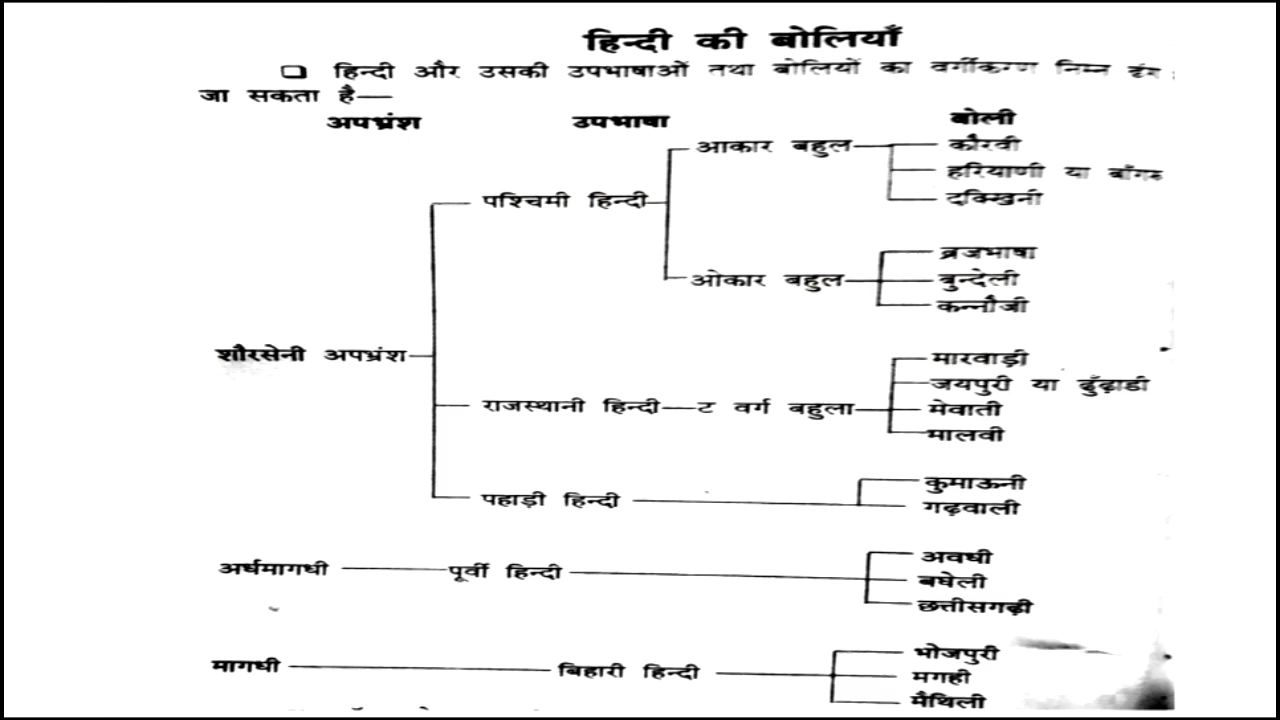 हिन्दी की बोलियाँ
❑ हिन्दी और उसकी उपभाषाओं तथा बोलियों का वर्गीकरण निम्न ढंग
जा सकता है—
अपभ्रंश उपभाषा बोली
आकार बहुल कौरवी
हरियाणी या बाँगरू
पश्चिमी हिन्दी दक्खिनी
ब्रजभाषा
ओकार बहुल बुन्देली
कन्नौजी
शौरसेनी अपभ्रंश मारवाड़ी
जयपुरी या ढुँढ़ाडी
राजस्थानी हिन्दी—ट वर्ग बहुला मेवाती
मालवी
कुमाऊनी
पहाड़ी हिन्दी गढ़वाली
अवधी
अर्धमागधी पूर्वी हिन्दी बघेली
छत्तीसगढ़ी
भोजपुरी
मागधी बिहारी हिन्दी मगही
मैथिली